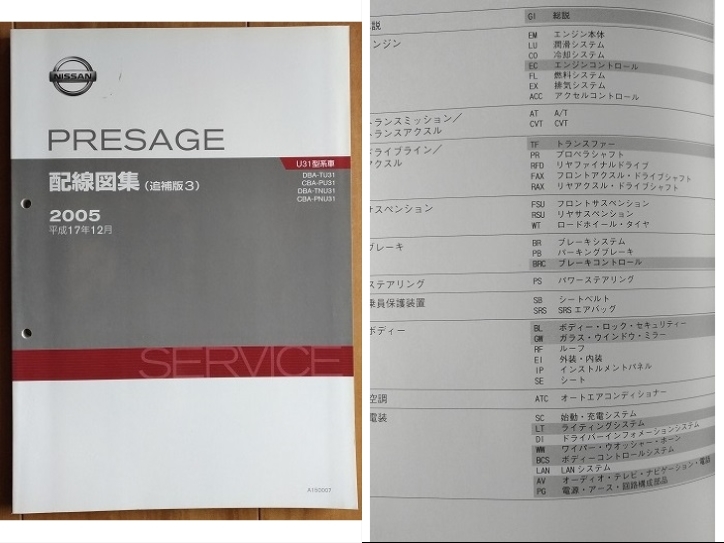 NISSAN
PRESAGE
U31型系車
配線図集(追補版3)
DBA-TU31
CBA-PU31
DBA-TNU31
CBA-PNU31
2005
平成17年12月
SERVICE
GI 総説
説
ンジン
EM エンジン本体
LU 潤滑システム
CO 冷却システム
EC エンジンコントロール
FL 燃料システム
EX 排気システム
ACC アクセルコントロール
トランスミッション/
トランスアクスル
AT A/T
CVT CVT
ドライブライン/
アクスル
TF トランスファー
PR プロペラシャフト
RFD リヤファイナルドライブ
FAX フロントアクスル・ドライブシャフト
RAX リヤアクスル・ドライブシャフト
サスペンション
FSU フロントサスペンション
RSU リヤサスペンション
WT ロードホイール・タイヤ
ブレーキ
BR ブレーキシステム
PB パーキングブレーキ
BRC ブレーキコントロール
ステアリング
PS パワーステアリング
乗員保護装置
SB シートベルト
SRS SRSエアバッグ
ボディー
BL ボディー・ロック・セキュリティー
GW ガラス・ウインドウ・ミラー
RF ルーフ
EI 外装・内装
IP インストルメントパネル
SE シート
空調
ATC オートエアコンディショナー
電装
SC 始動・充電システム
LT ライティングシステム
DI ドライバーインフォメーションシステム
WW ワイパー・ウオッシャー・ホーン
BCS ボディーコントロールシステム
LAN LANシステム
AV オーディオ・テレビ・ナビゲーション・電話
PG 電源・アース・回路構成部品